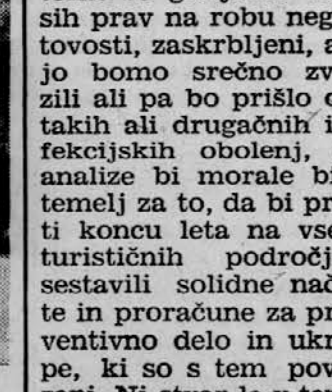 sih prav na robu neg
tovosti, zaskrbljeni, a
jo bomo srečno zv
zili ali pa bo prišlo
takih ali drugačnih i
fekcijskih obolenj,
analize bi morale bi
temelj za to, da bi pr
ti koncu leta na vse
turističnih področj
sestavili solidne nač
te in proračune za pr
ventivno delo in ukr
pe, ki so s tem pov